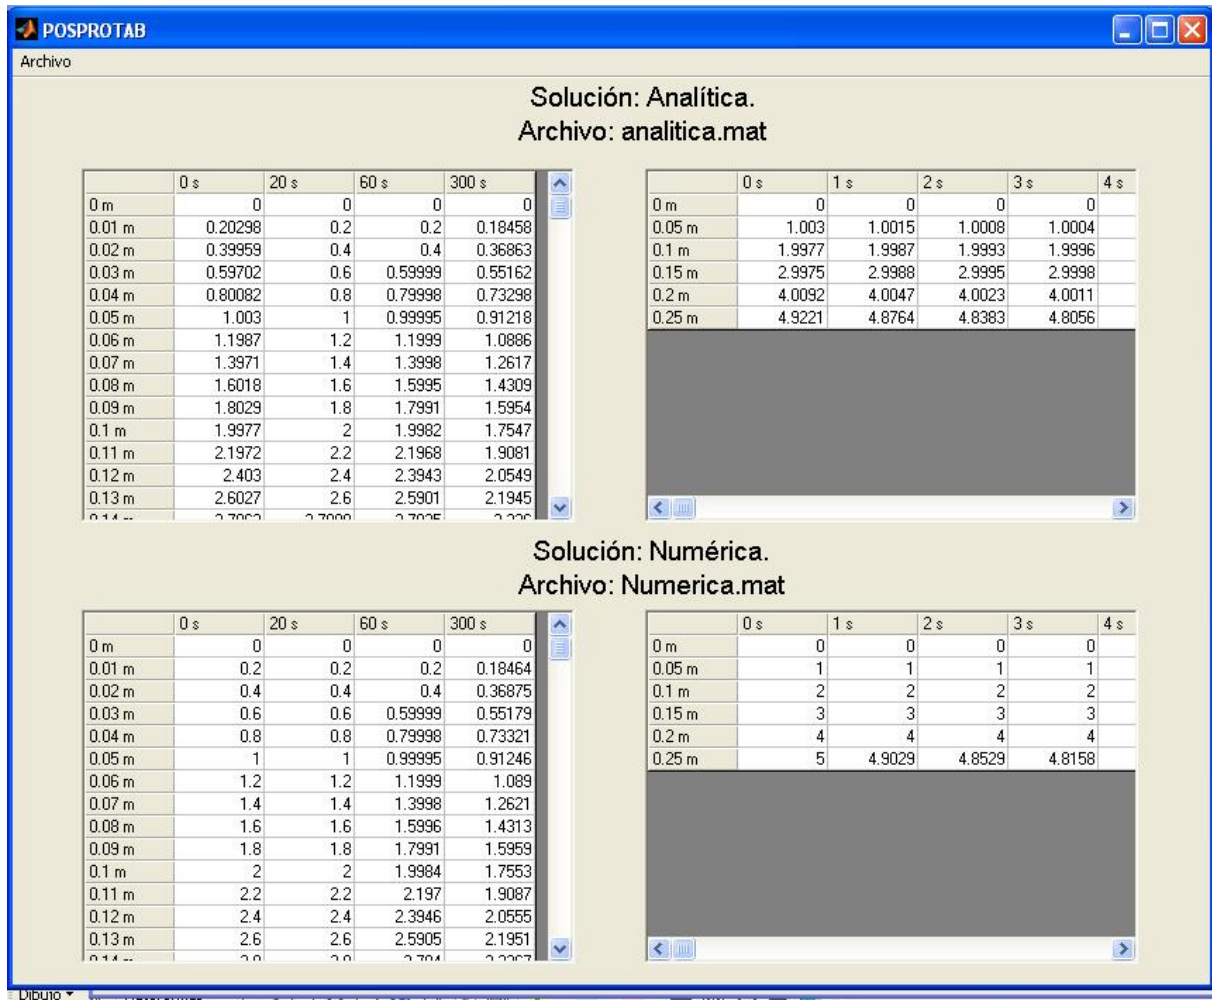 POSPROTAB
Archivo
Solución: Analítica.
Archivo: analitica.mat
0 s 20 s 60 s 300 s
0 m 0 0 0 0
0.01 m 0.20298 0.2 0.2 0.18458
0.02 m 0.39959 0.4 0.4 0.36863
0.03 m 0.59702 0.6 0.59999 0.55162
0.04 m 0.80082 0.8 0.79998 0.73298
0.05 m 1.003 1 0.99995 0.91218
0.06 m 1.1987 1.2 1.1999 1.0886
0.07 m 1.3971 1.4 1.3998 1.2617
0.08 m 1.6018 1.6 1.5995 1.4309
0.09 m 1.8029 1.8 1.7991 1.5954
0.1 m 1.9977 2 1.9982 1.7547
0.11 m 2.1972 2.2 2.1968 1.9081
0.12 m 2.403 2.4 2.3943 2.0549
0.13 m 2.6027 2.6 2.5901 2.1945
0 s 1 s 2 s 3 s 4 s
0 m 0 0 0 0
0.05 m 1.003 1.0015 1.0008 1.0004
0.1 m 1.9977 1.9987 1.9993 1.9996
0.15 m 2.9975 2.9988 2.9995 2.9998
0.2 m 4.0092 4.0047 4.0023 4.0011
0.25 m 4.9221 4.8764 4.8383 4.8056
Solución: Numérica.
Archivo: Numerica.mat
0 s 20 s 60 s 300 s
0 m 0 0 0 0
0.01 m 0.2 0.2 0.2 0.18464
0.02 m 0.4 0.4 0.4 0.36875
0.03 m 0.6 0.6 0.59999 0.55179
0.04 m 0.8 0.8 0.79998 0.73321
0.05 m 1 1 0.99995 0.91246
0.06 m 1.2 1.2 1.1999 1.089
0.07 m 1.4 1.4 1.3998 1.2621
0.08 m 1.6 1.6 1.5996 1.4313
0.09 m 1.8 1.8 1.7991 1.5959
0.1 m 2 2 1.9984 1.7553
0.11 m 2.2 2.2 2.197 1.9087
0.12 m 2.4 2.4 2.3946 2.0555
0.13 m 2.6 2.6 2.5905 2.1951
0 s 1 s 2 s 3 s 4 s
0 m 0 0 0 0
0.05 m 1 1 1 1
0.1 m 2 2 2 2
0.15 m 3 3 3 3
0.2 m 4 4 4 4
0.25 m 5 4.9029 4.8529 4.8158
Dibujo